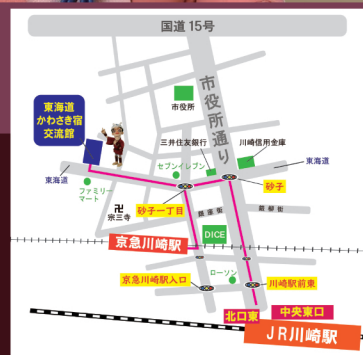 国道15号
東海道
かわさき宿
交流館
市役所
市役所通り
三井住友銀行
川崎信用金庫
セブンイレブン
東海道
東海道
ファミリー
マート
砂子
卍
宗三寺
砂子一丁目
銀座街
銀柳街
DICE
京急川崎駅
京急川崎駅入口
ローソン
川崎駅前東
北口東
中央東口
JR川崎駅